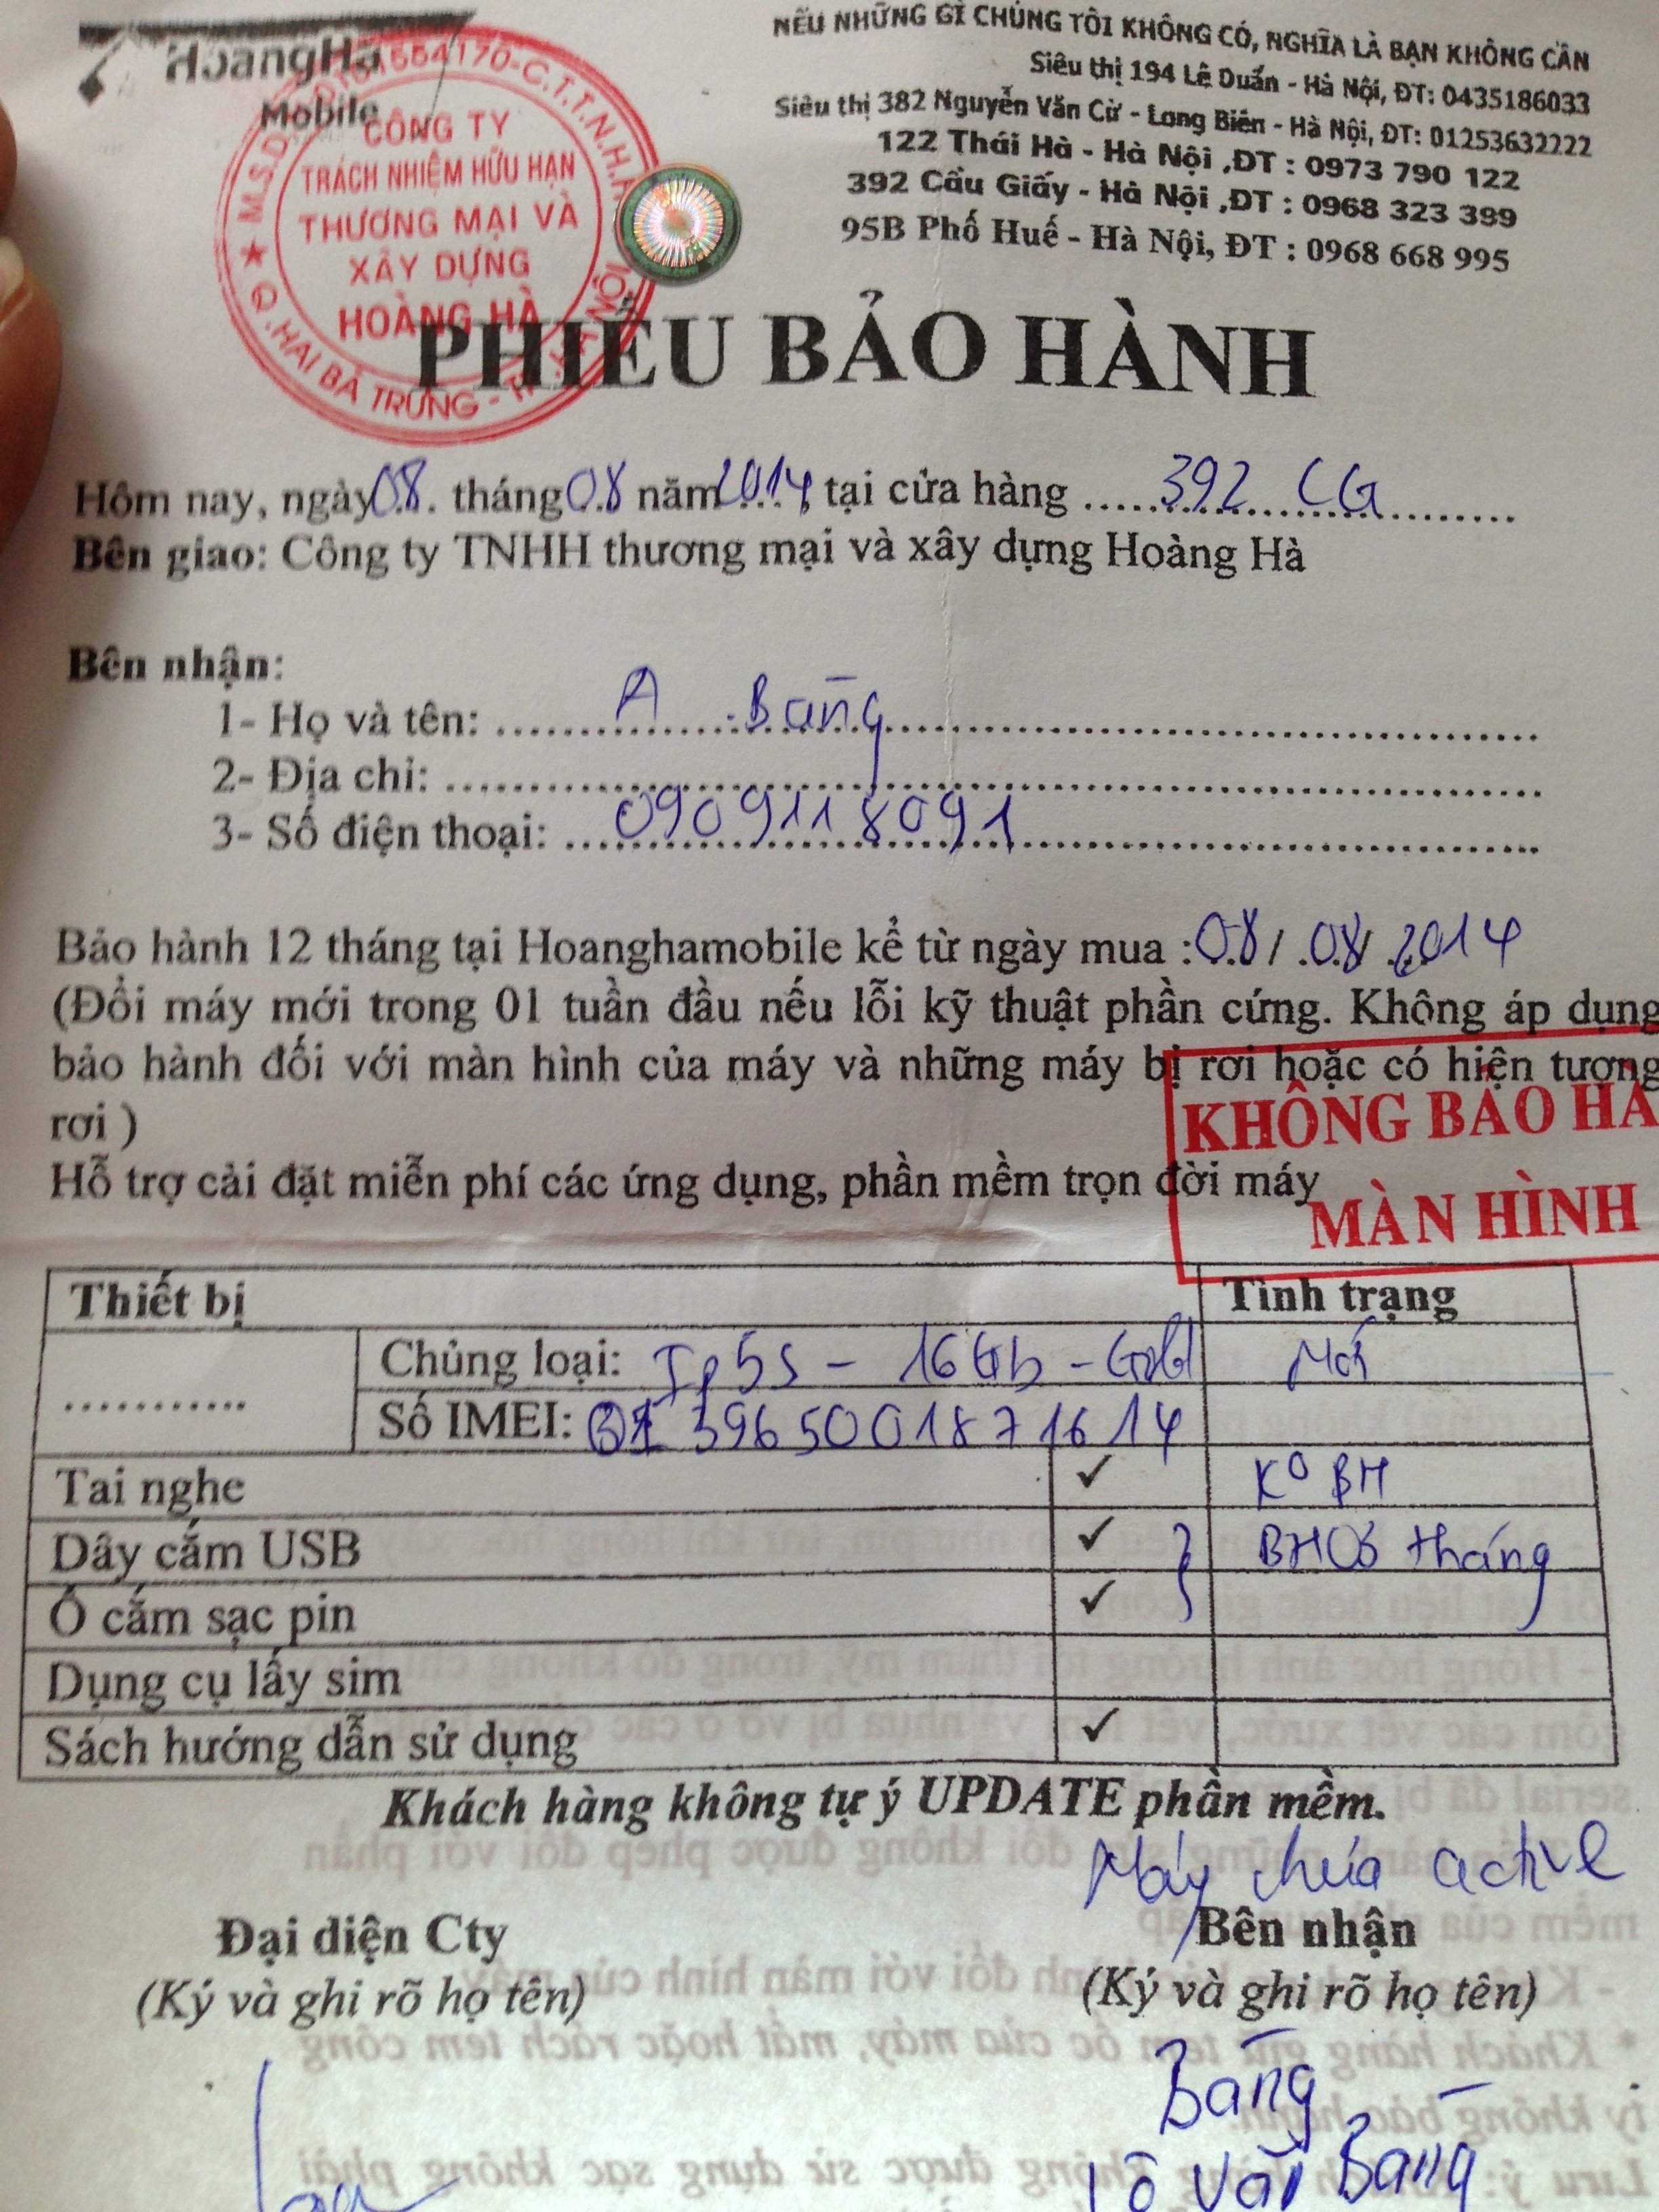 HoangHa
Mobile
NẾU NHỮNG GÌ CHÚNG TÔI KHÔNG CÓ, NGHĨA LÀ BẠN KHÔNG CẦN
Siêu thị 194 Lê Duẩn - Hà Nội, ĐT: 0435186033
Siêu thị 382 Nguyễn Văn Cừ - Long Biên - Hà Nội, ĐT: 01253632222
122 Thái Hà - Hà Nội ,ĐT : 0973 790 122
392 Cầu Giấy - Hà Nội ,ĐT : 0968 323 399
95B Phố Huế - Hà Nội, ĐT : 0968 668 995
CÔNG TY
TRÁCH NHIỆM HỮU HẠN
THƯƠNG MẠI VÀ
XÂY DỰNG
HOÀNG HÀ
Q.HAI BÀ TRƯNG -
PHIẾU BẢO HÀNH
Hôm nay, ngày 08 tháng 08 năm 2014, tại cửa hàng 392 CG
Bên giao: Công ty TNHH thương mại và xây dựng Hoàng Hà
Bên nhận:
1- Họ và tên: A Bằng
2- Địa chỉ:
3- Số điện thoại: 0909118091
Bảo hành 12 tháng tại Hoanghamobile kể từ ngày mua : 08/ 08/ 2014
(Đổi máy mới trong 01 tuần đầu nếu lỗi kỹ thuật phần cứng. Không áp dụng
bảo hành đối với màn hình của máy và những máy bị rơi hoặc có hiện tượng
rơi )
KHÔNG BẢO HÀ
Hỗ trợ cài đặt miễn phí các ứng dụng, phần mềm trọn đời máy
MÀN HÌNH
Thiết bị Tình trạng
Chủng loại: Ip5s - 16Gb - Gold Mới
........... Số IMEI: 396500187 1614
Tai nghe ✓ K° BH
Dây cắm USB ✓ BH06 tháng
Ổ cắm sạc pin ✓
Dụng cụ lấy sim
Sách hướng dẫn sử dụng ✓
Khách hàng không tự ý UPDATE phần mềm.
Máy chưa active
Đại diện Cty Bên nhận
(Ký và ghi rõ họ tên) (Ký và ghi rõ họ tên)
Bằng
Văn Bằng